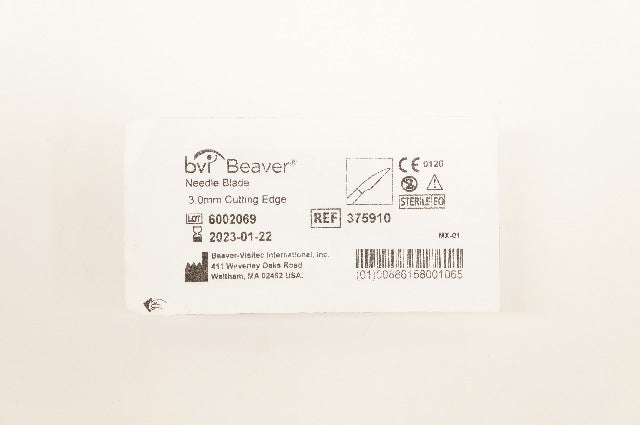 bvi Beaver®
Needle Blade
3.0mm Cutting Edge
LOT 6002069
REF 375910
2023-01-22
CE 0120
STERILE EO
MX-01
Beaver-Visitec International, Inc.
411 Waverley Oaks Road
Waltham, MA 02452 USA.
(01)00886158001065